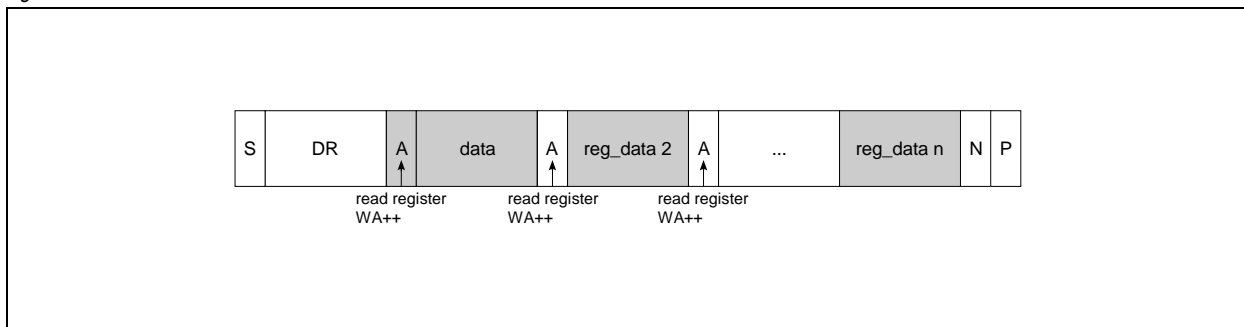 S DR A data A reg_data 2 A ... reg_data n N P
read register read register read register
WA++ WA++ WA++